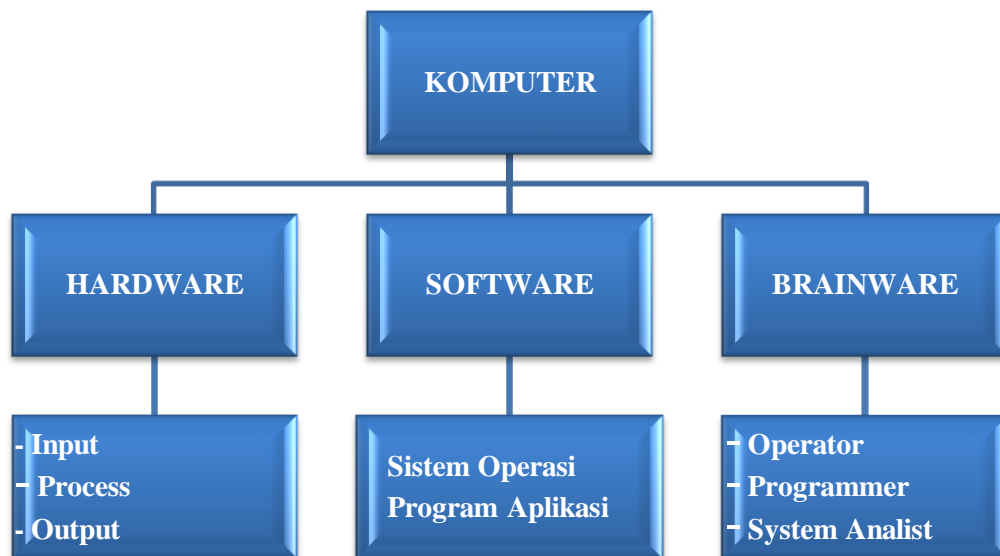 KOMPUTER
HARDWARE
SOFTWARE
BRAINWARE
- Input
- Process
- Output
Sistem Operasi
Program Aplikasi
- Operator
- Programmer
- System Analist